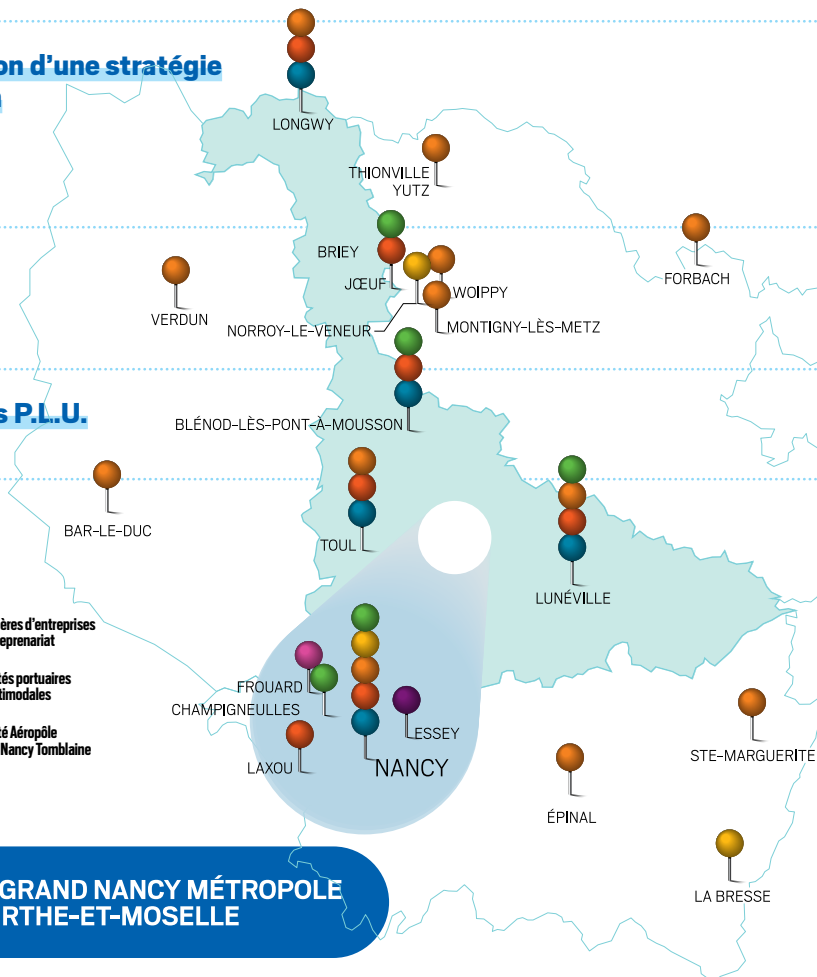 on d'une stratégie
LONGWY
THIONVILLE
YUTZ
BRIEY
FORBACH
JŒUF
WOIPPY
VERDUN
NORROY-LE-VENEUR
MONTIGNY-LÈS-METZ
s P.L.U.
BLÉNOD-LÈS-PONT-À-MOUSSON
BAR-LE-DUC
TOUL
LUNÉVILLE
ères d'entreprises
eprenariat
tés portuaires
timodales
FROUARD
CHAMPIGNEULLES
té Aéropôle
Nancy Tomblaine
ESSEY
LAXOU
NANCY
STE-MARGUERITE
ÉPINAL
LA BRESSE
GRAND NANCY MÉTROPOLE
RTHE-ET-MOSELLE